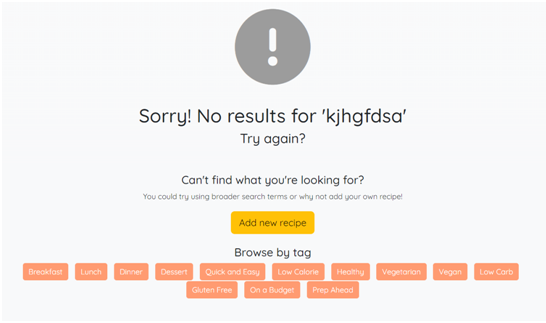 Sorry! No results for 'kjhgfdsa'
Try again?
Can't find what you're looking for?
You could try using broader search terms or why not add your own recipe!
Add new recipe
Browse by tag
Breakfast Lunch Dinner Dessert Quick and Easy Low Calorie Healthy Vegetarian Vegan Low Carb
Gluten Free On a Budget Prep Ahead